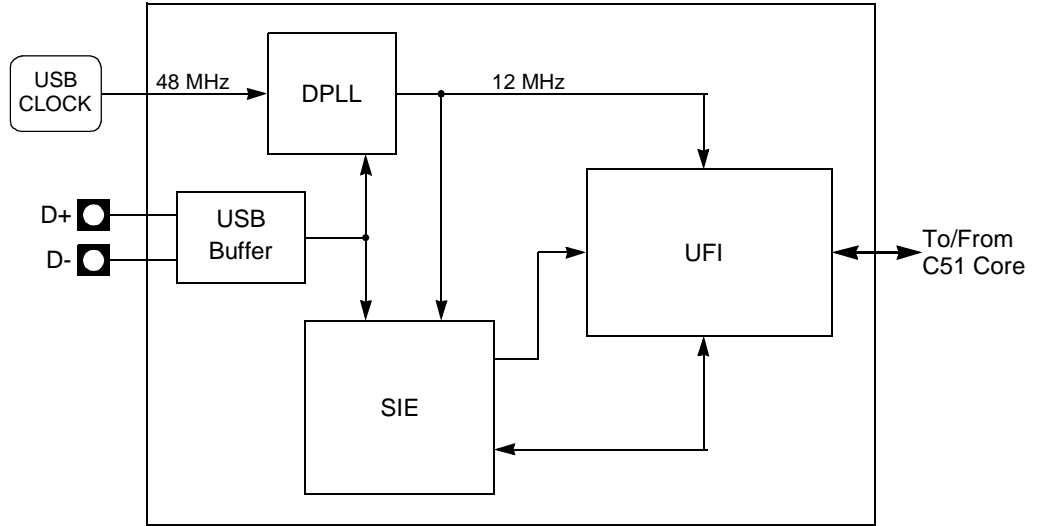 USB
CLOCK
48 MHz
DPLL
12 MHz
D+
D-
USB
Buffer
UFI
To/From
C51 Core
SIE